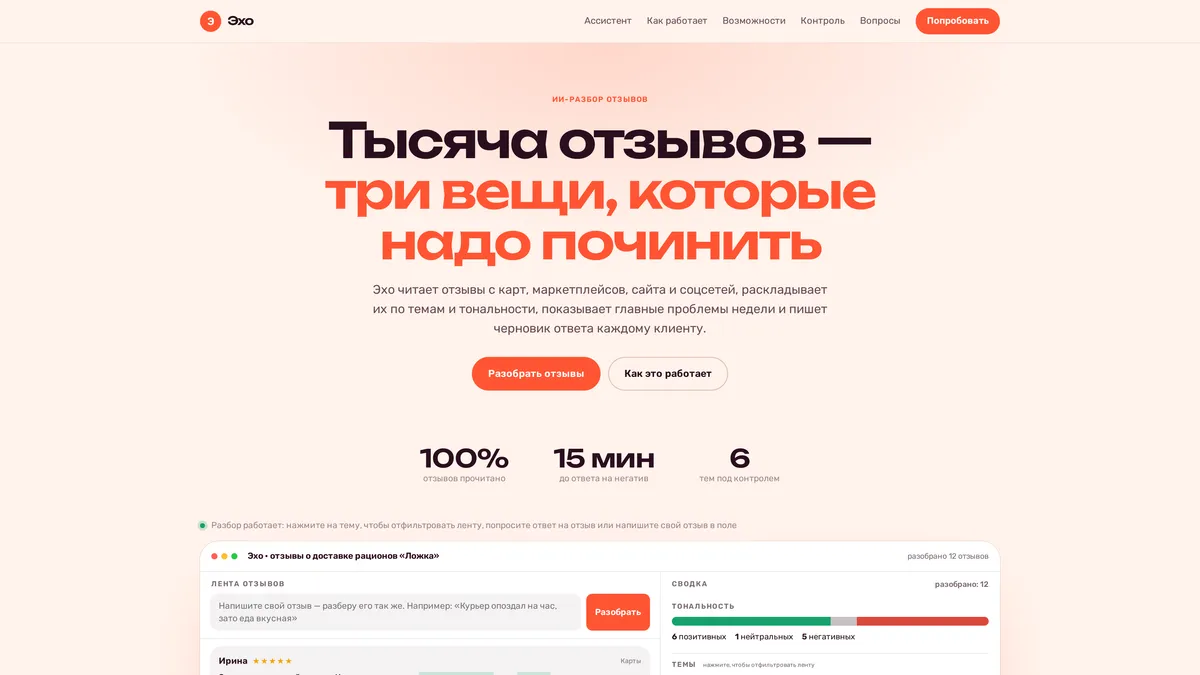 Э Эхо
Ассистент Как работает Возможности Контроль Вопросы Попробовать
ИИ-РАЗБОР ОТЗЫВОВ
Тысяча отзывов —
три вещи, которые
надо починить
Эхо читает отзывы с карт, маркетплейсов, сайта и соцсетей, раскладывает
их по темам и тональности, показывает главные проблемы недели и пишет
черновик ответа каждому клиенту.
Разобрать отзывы Как это работает
100% 15 мин 6
отзывов прочитано до ответа на негатив тем под контролем
Разбор работает: нажмите на тему, чтобы отфильтровать ленту, попросите ответ на отзыв или напишите свой отзыв в поле
Эхо • отзывы о доставке рационов «Ложка» разобрано 12 отзывов
ЛЕНТА ОТЗЫВОВ
Напишите свой отзыв — разберу его так же. Например: «Курьер опоздал на час,
зато еда вкусная»
Разобрать
Ирина ★★★★★ Карты
СВОДКА разобрано: 12
ТОНАЛЬНОСТЬ
6 позитивных 1 нейтральных 5 негативных
ТЕМЫ нажмите, чтобы отфильтровать ленту